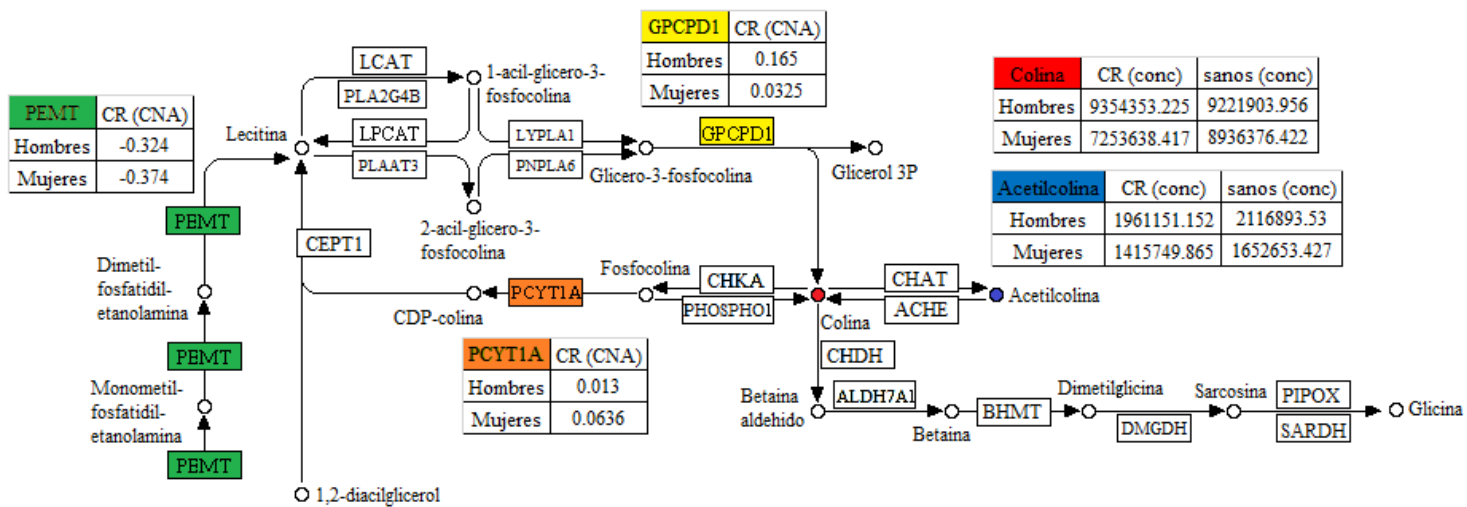 GPCPD1 CR (CNA)
Hombres 0.165
Mujeres 0.0325
Colina CR (conc) sanos (conc)
Hombres 9354353.225 9221903.956
Mujeres 7253638.417 8936376.422
PEMT CR (CNA)
Hombres -0.324
Mujeres -0.374
LCAT
PLA2G4B
1-acil-glicero-3-
fosfocolina
Lecitina
LPCAT
PLAAT3
LYPLA1
PNPLA6
GPCPD1
Glicero-3-fosfocolina
Glicerol 3P
Acetilcolina CR (conc) sanos (conc)
Hombres 1961151.152 2116893.53
Mujeres 1415749.865 1652653.427
PEMT
2-acil-glicero-3-
fosfocolina
CEPT1
Dimetil-
fosfatidil-
etanolamina
Fosfocolina
PCYT1A
CDP-colina
CHKA
PHOSPHO1
Colina
CHAT
ACHE
Acetilcolina
PEMT
PCYT1A CR (CNA)
Hombres 0.013
Mujeres 0.0636
CHDH
Monometil-
fosfatidil-
etanolamina
Betaina
aldehido
ALDH7A1
Betaina
BHMT
Dimetilglicina
DMGDH
Sarcosina
PIPOX
SARDH
Glicina
PEMT
1,2-diacilglicerol